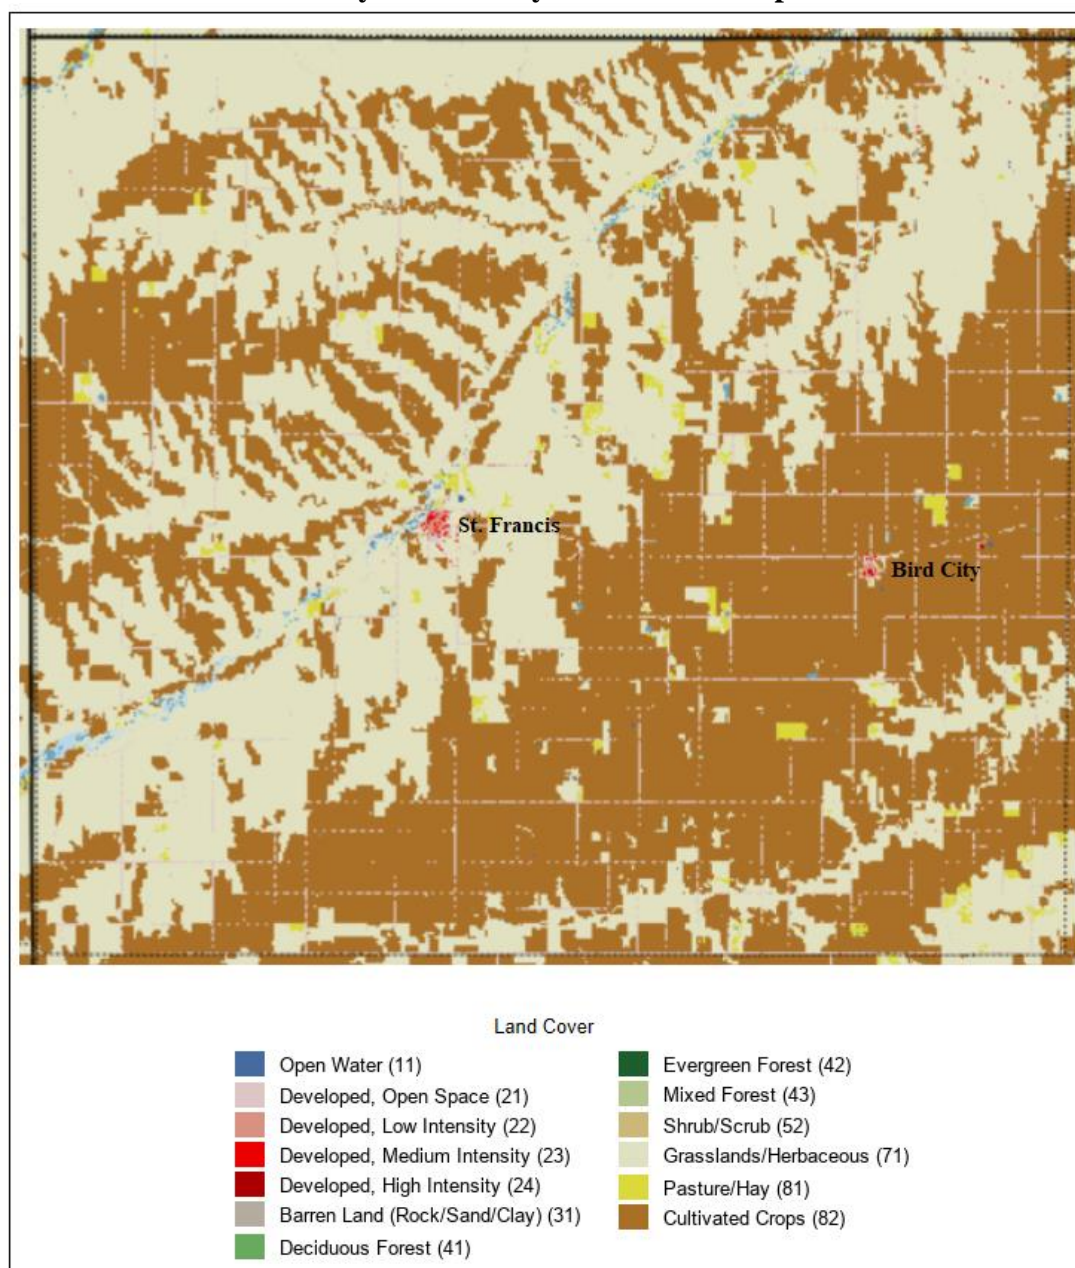 St. Francis
Bird City
Land Cover
Open Water (11)
Developed, Open Space (21)
Developed, Low Intensity (22)
Developed, Medium Intensity (23)
Developed, High Intensity (24)
Barren Land (Rock/Sand/Clay) (31)
Deciduous Forest (41)
Evergreen Forest (42)
Mixed Forest (43)
Shrub/Scrub (52)
Grasslands/Herbaceous (71)
Pasture/Hay (81)
Cultivated Crops (82)